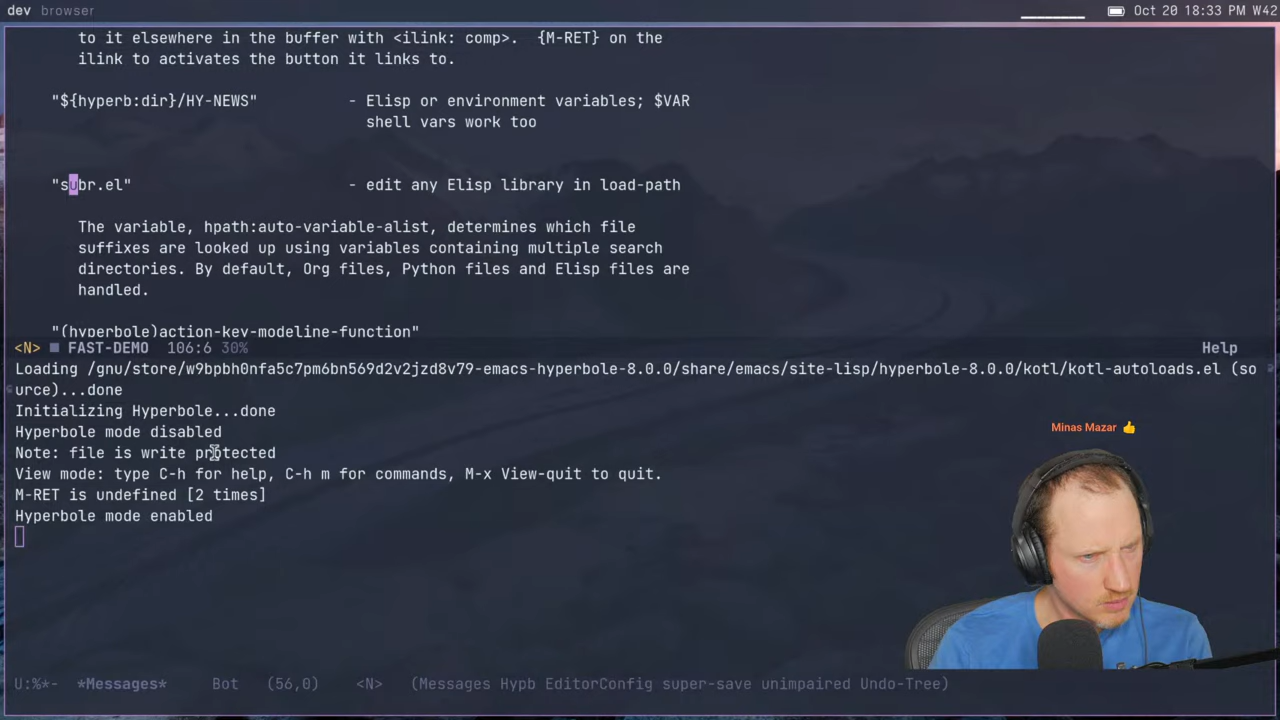 dev browser
Oct 20 18:33 PM W42
to it elsewhere in the buffer with <ilink: comp>.  {M-RET} on the
ilink to activates the button it links to.
"${hyperb:dir}/HY-NEWS" - Elisp or environment variables; $VAR
shell vars work too
"subr.el" - edit any Elisp library in load-path
The variable, hpath:auto-variable-alist, determines which file
suffixes are looked up using variables containing multiple search
directories. By default, Org files, Python files and Elisp files are
handled.
"(hyperbole)action-key-modeline-function"
<N> FAST-DEMO 106:6 30% Help
Loading /gnu/store/w9bpbh0nfa5c7pm6bn569d2v2jzd8v79-emacs-hyperbole-8.0.0/share/emacs/site-lisp/hyperbole-8.0.0/kotl/kotl-autoloads.el (so
urce)...done
Initializing Hyperbole...done
Hyperbole mode disabled
Note: file is write protected
View mode: type C-h for help, C-h m for commands, M-x View-quit to quit.
M-RET is undefined [2 times]
Hyperbole mode enabled
Minas Mazar 👍
U:%*-  *Messages*    Bot  (56,0)   <N>  (Messages Hypb EditorConfig super-save unimpaired Undo-Tree)